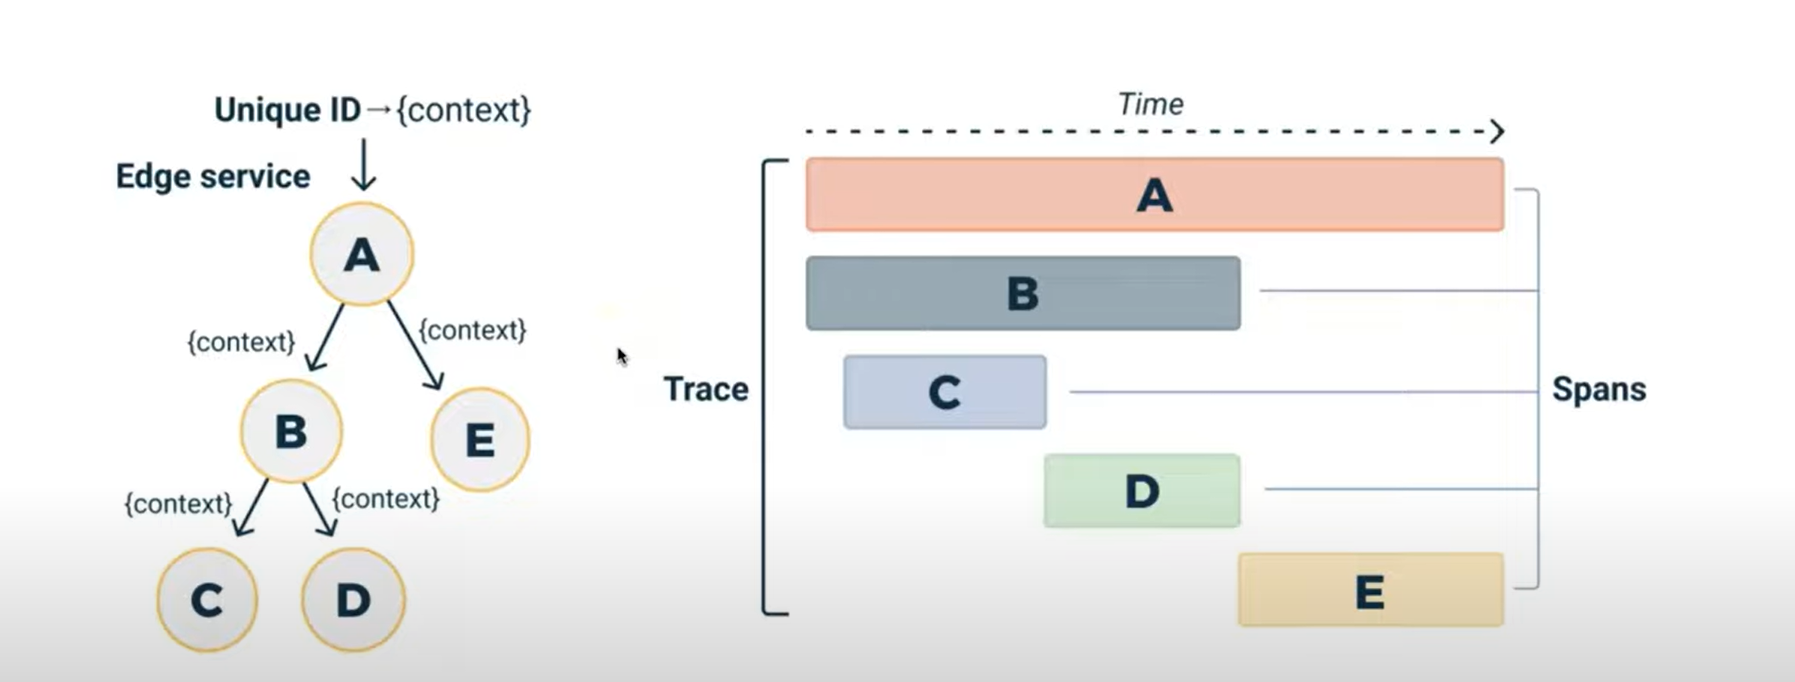 Unique ID→{context}
Edge service
A
{context}
{context}
B
E
{context}
{context}
C
D
Time
A
B
C
D
E
Trace
Spans